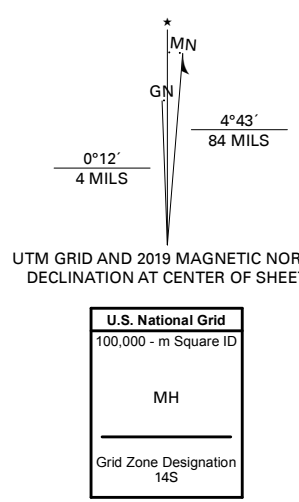 ★
MN
GN
4°43´
84 MILS
0°12´
4 MILS
UTM GRID AND 2019 MAGNETIC NOR
DECLINATION AT CENTER OF SHEET
U.S. National Grid
100,000 - m Square ID
MH
Grid Zone Designation
14S